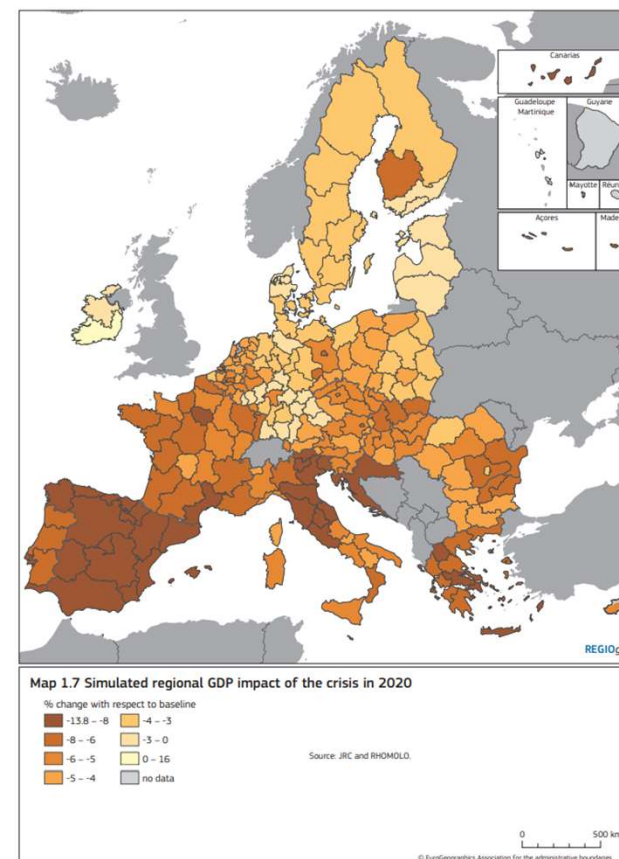 Canarias
Guadeloupe
Martinique
Guyane
Mayotte
Açores
REGIO
Map 1.7 Simulated regional GDP impact of the crisis in 2020
% change with respect to baseline
-13.8 – -8
-8 – -6
-6 – -5
-5 – -4
-4 – -3
-3 – 0
0 – 16
no data
Source: JRC and RHOMOLO.
0 500 km
© EuroGeographics Association for the administrative boundaries